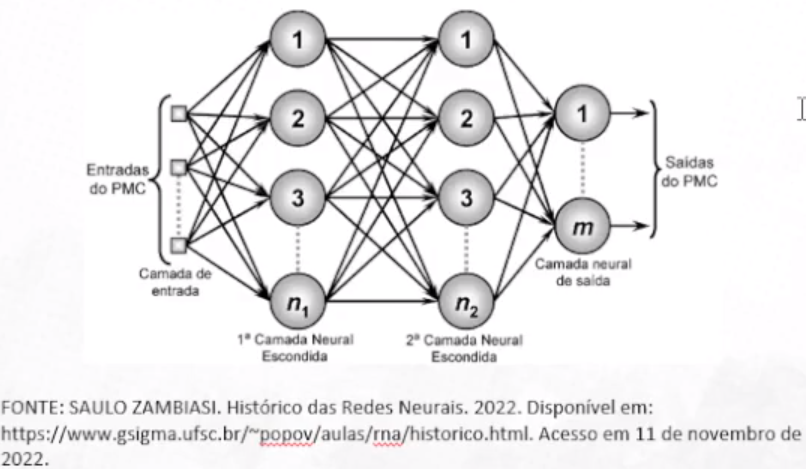 1
1
2
2
1
3
3
m
n₁
n₂
Entradas
do PMC
Saídas
do PMC
Camada de
entrada
Camada neural
de saída
1ª Camada Neural
Escondida
2ª Camada Neural
Escondida
FONTE: SAULO ZAMBIASI. Histórico das Redes Neurais. 2022. Disponível em:
https://www.gsigma.ufsc.br/~popov/aulas/rna/historico.html. Acesso em 11 de novembro de
2022.